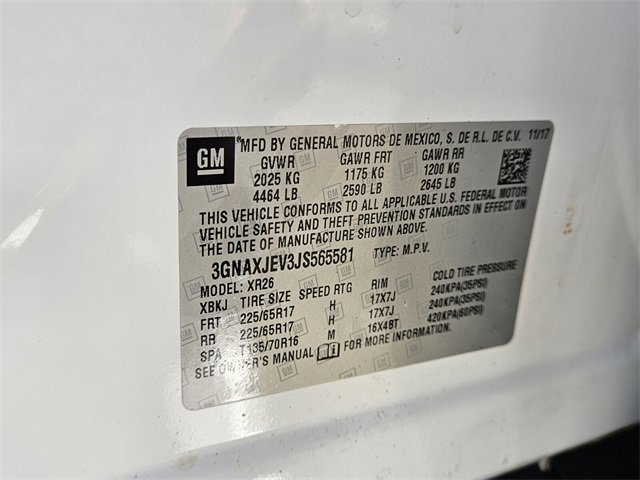 GM
®MFD BY GENERAL MOTORS DE MEXICO, S. DE R.L. DE C.V. 11/17
GVWR GAWR FRT GAWR RR
2025 KG 1175 KG 1200 KG
4464 LB 2590 LB 2645 LB
THIS VEHICLE CONFORMS TO ALL APPLICABLE U.S. FEDERAL MOTOR
VEHICLE SAFETY AND THEFT PREVENTION STANDARDS IN EFFECT ON
THE DATE OF MANUFACTURE SHOWN ABOVE.
3GNAXJEV3JS565581 TYPE: M.P.V.
MODEL: XR26
XBKJ TIRE SIZE SPEED RTG RIM COLD TIRE PRESSURE
FRT 225/65R17 H 17X7J 240KPA(35PSI)
RR 225/65R17 H 17X7J 240KPA(35PSI)
SPA T135/70R16 M 16X4BT 420KPA(60PSI)
SEE OWNER'S MANUAL FOR MORE INFORMATION.